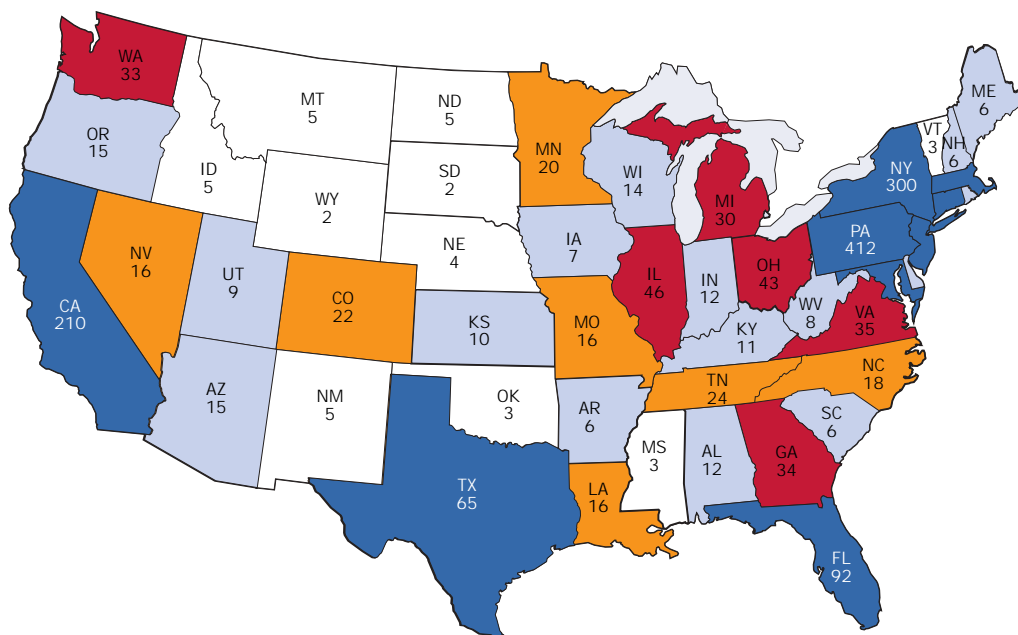 WA
33
OR
15
CA
210
NV
16
ID
5
MT
5
WY
2
UT
9
AZ
15
CO
22
NM
5
ND
5
SD
2
NE
4
KS
10
OK
3
TX
65
MN
20
IA
7
MO
16
AR
6
LA
16
WI
14
IL
46
MI
30
IN
12
OH
43
KY
11
TN
24
MS
3
AL
12
GA
34
FL
92
SC
6
NC
18
VA
35
WV
8
PA
412
NY
300
VT
3
NH
6
ME
6